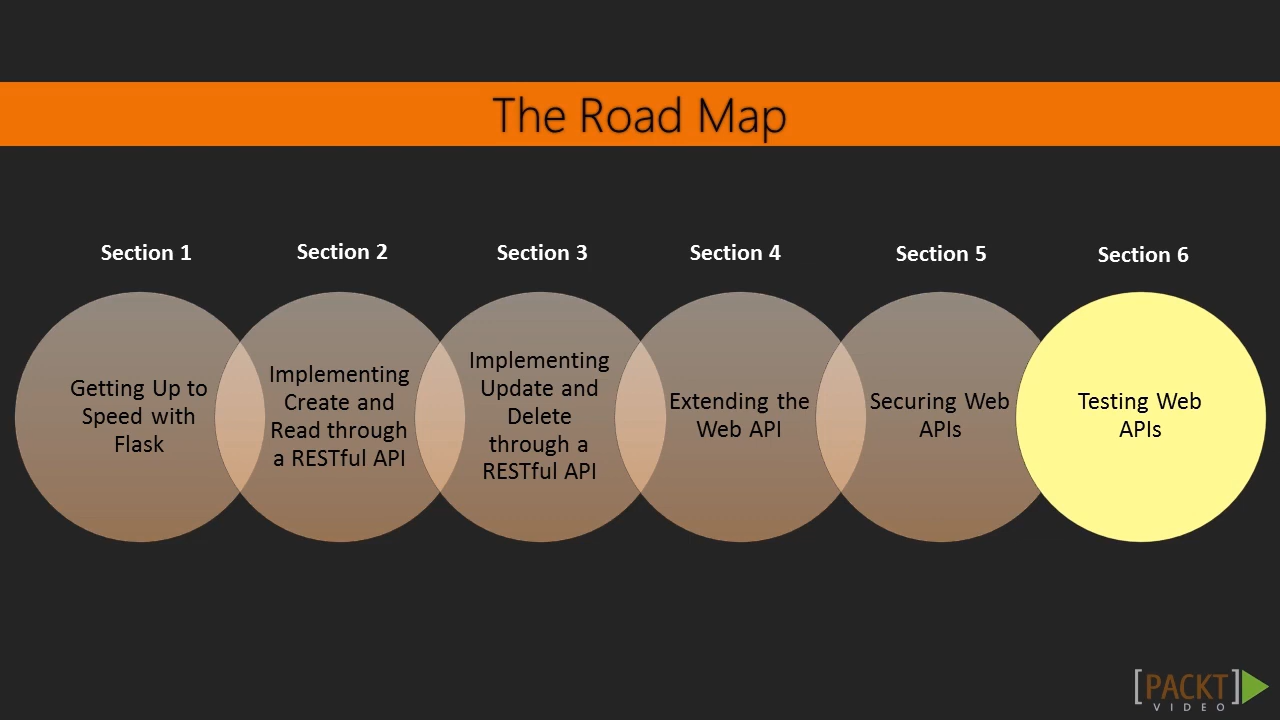 The Road Map
Section 1
Section 2
Section 3
Section 4
Section 5
Section 6
Getting Up to
Speed with
Flask
Implementing
Create and
Read through
a RESTful API
Implementing
Update and
Delete
through a
RESTful API
Extending the
Web API
Securing Web
APIs
Testing Web
APIs
[PACKT]
VIDEO